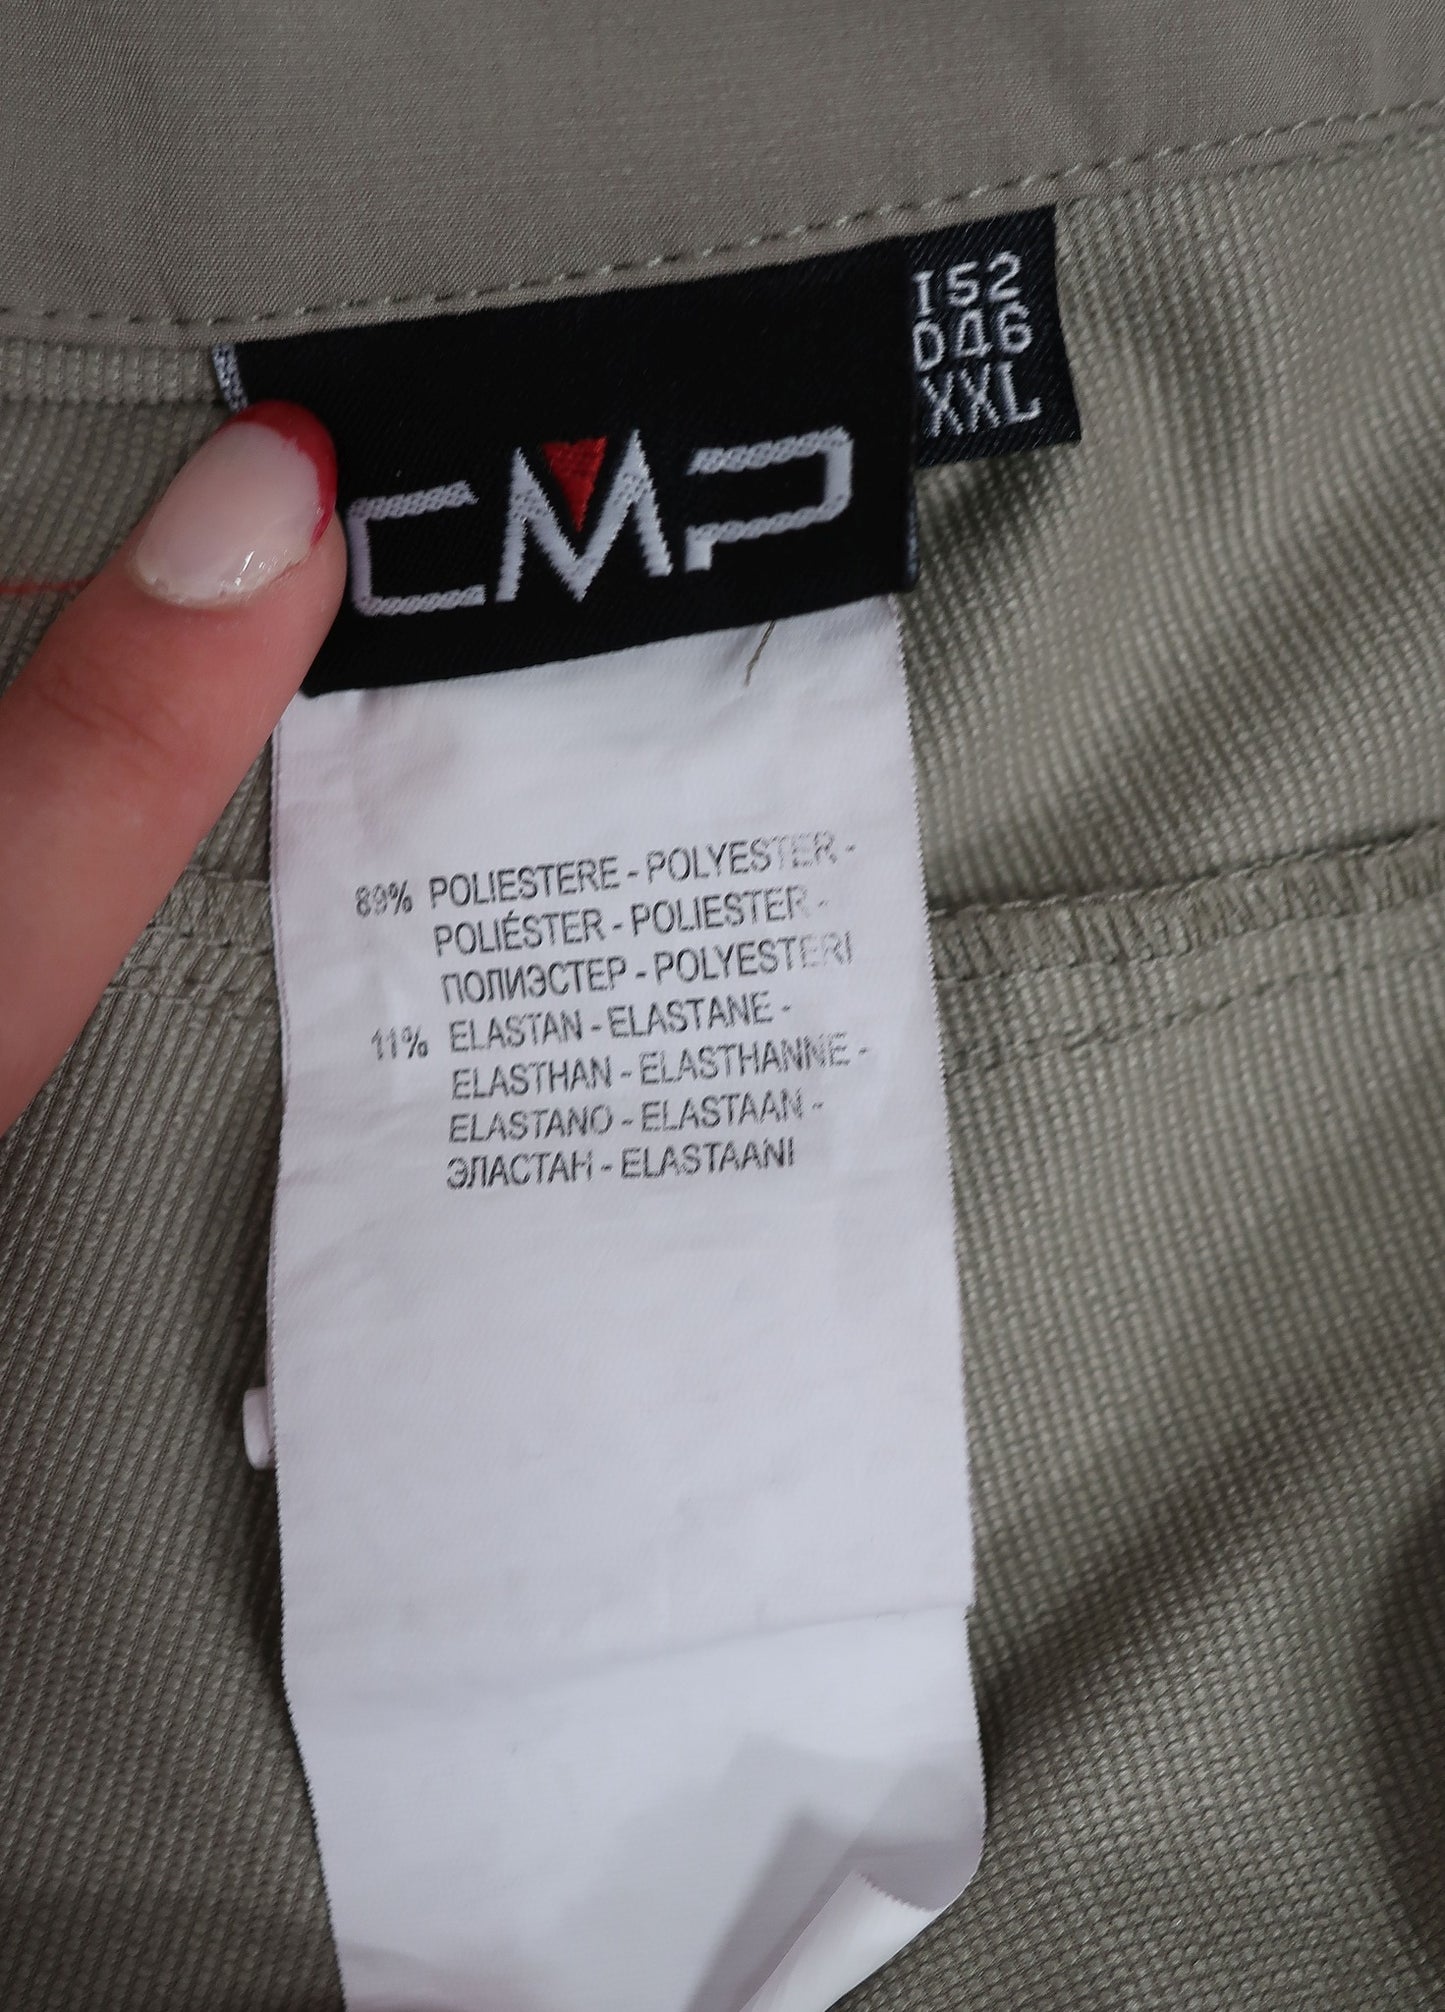 I 52
D 46
XXL
CMP
89% POLIESTERE - POLYESTER -
POLIÉSTER - POLIESTER -
ПОЛИЭСТЕР - POLYESTERI
11% ELASTAN - ELASTANE -
ELASTHAN - ELASTHANNE -
ELASTANO - ELASTAAN -
ЭЛАСТАН - ELASTAANI